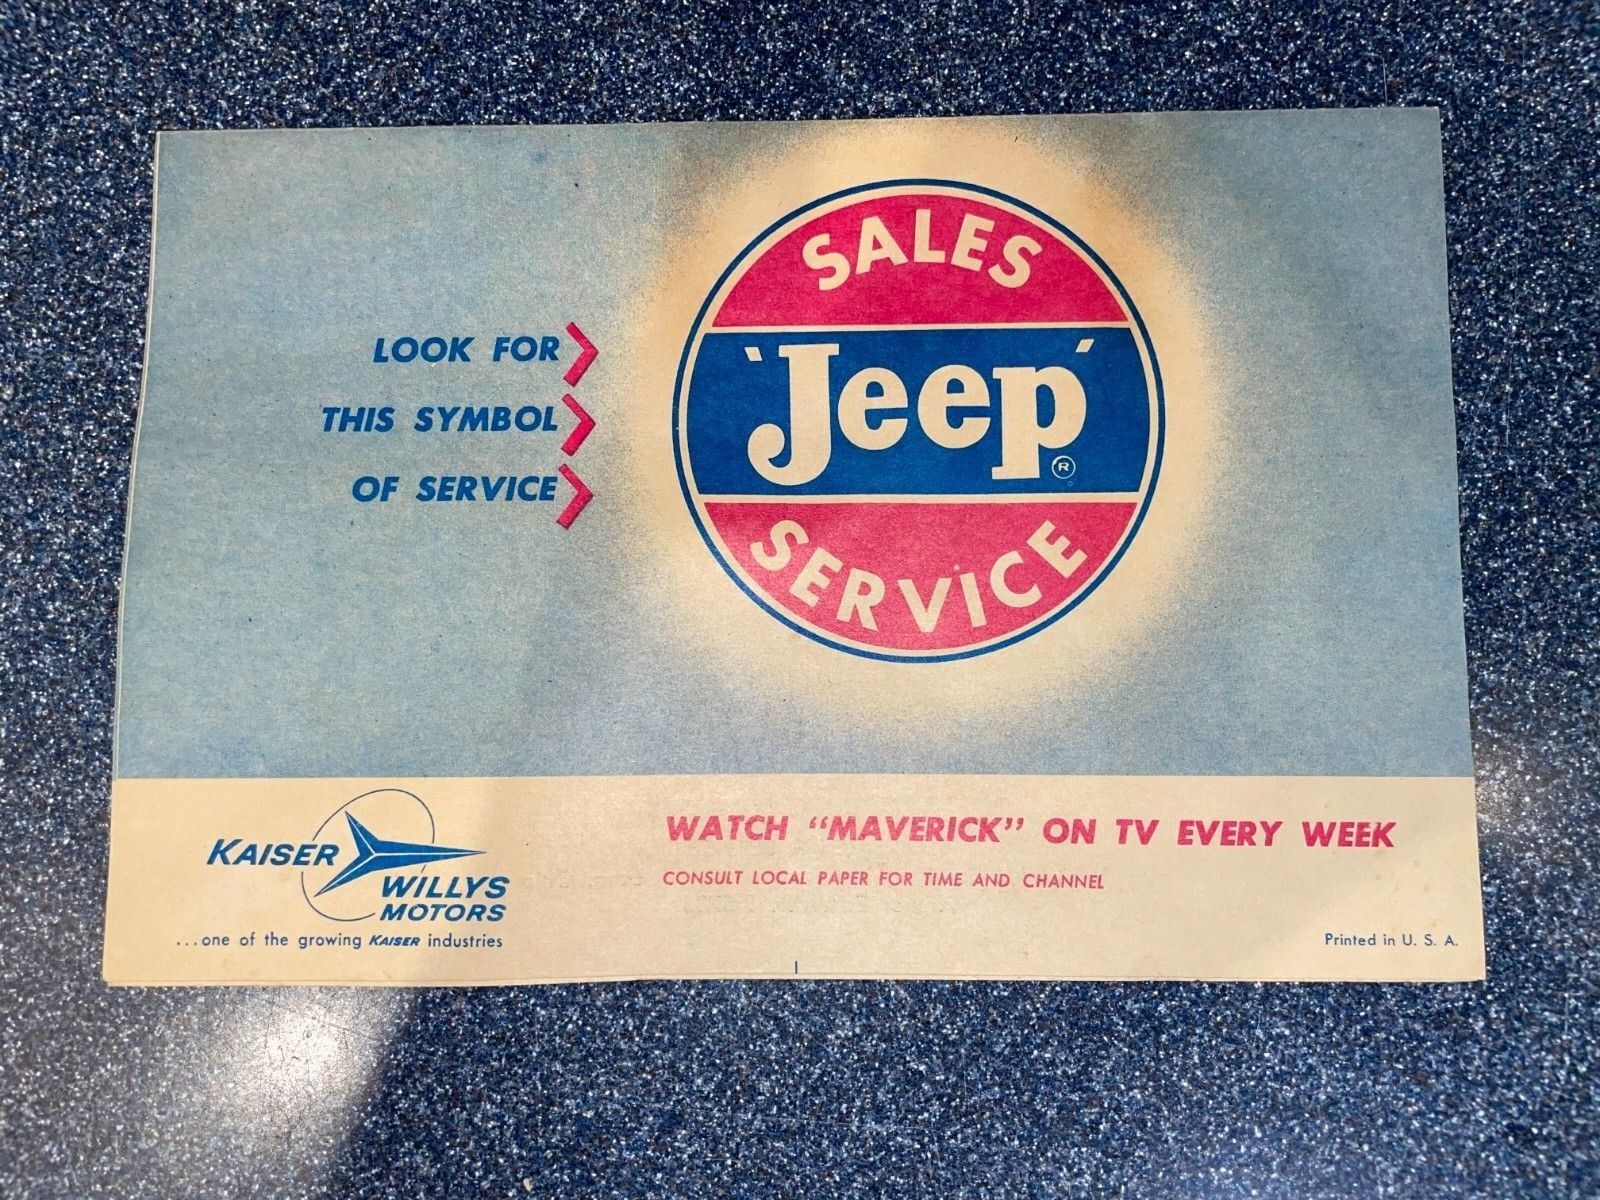 LOOK FOR
THIS SYMBOL
OF SERVICE
SALES
'Jeep'
®
SERVICE
KAISER
WILLYS
MOTORS
...one of the growing KAISER industries
WATCH “MAVERICK” ON TV EVERY WEEK
CONSULT LOCAL PAPER FOR TIME AND CHANNEL
Printed in U. S. A.